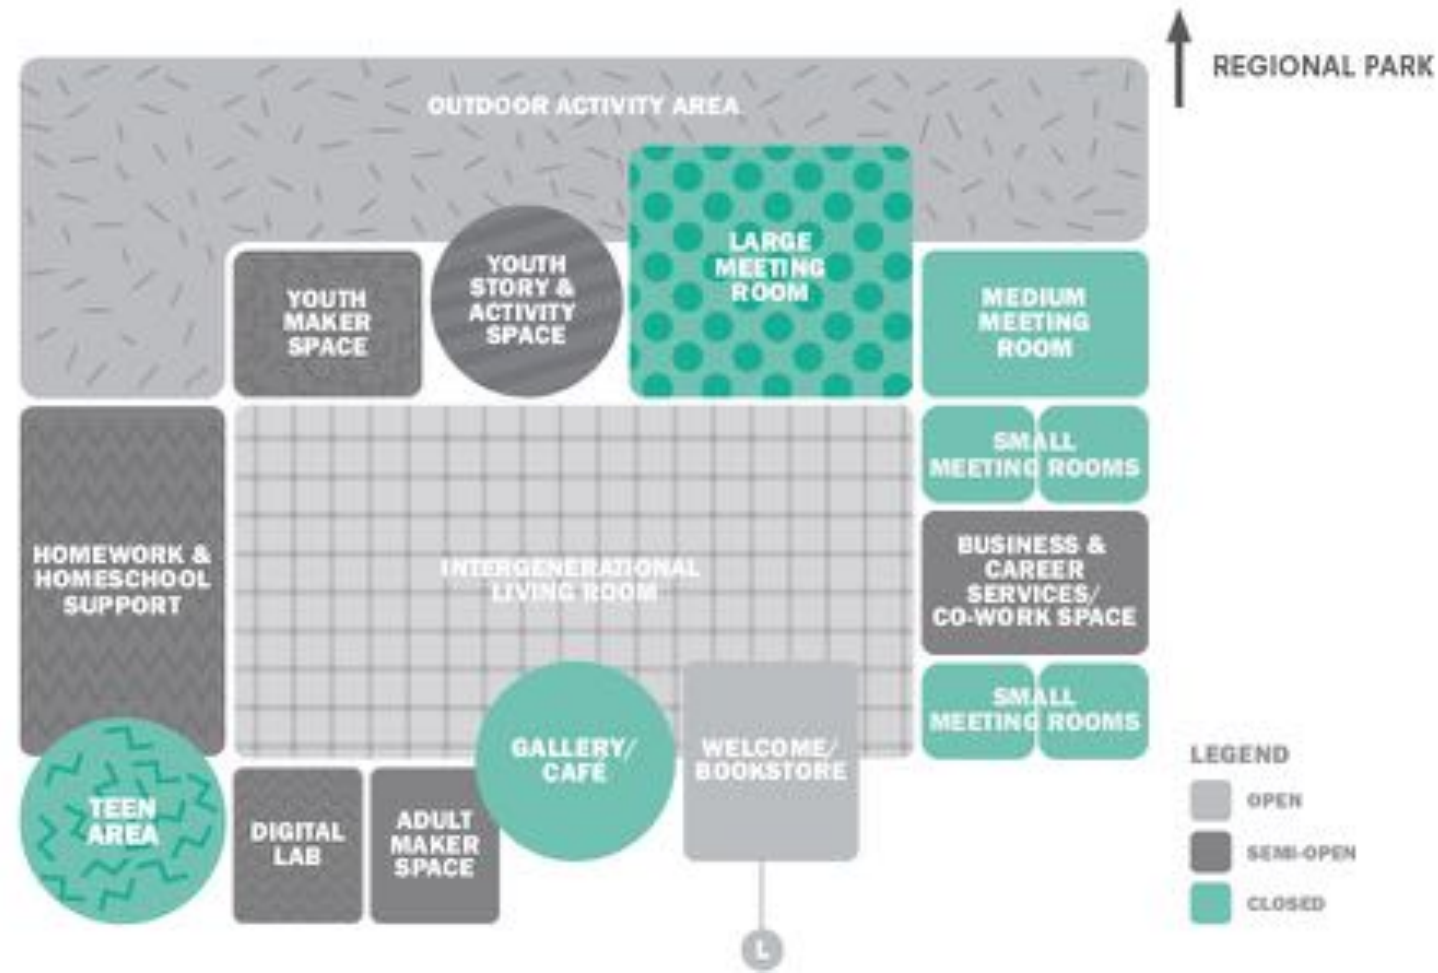 REGIONAL PARK
OUTDOOR ACTIVITY AREA
LARGE
MEETING
ROOM
YOUTH
STORY &
ACTIVITY
SPACE
YOUTH
MAKER
SPACE
MEDIUM
MEETING
ROOM
SMALL
MEETING ROOMS
HOMEWORK &
HOMESCHOOL
SUPPORT
INTERGENERATIONAL
LIVING ROOM
BUSINESS &
CAREER
SERVICES/
CO-WORK SPACE
SMALL
MEETING ROOMS
GALLERY/
CAFÉ
WELCOME/
BOOKSTORE
TEEN
AREA
DIGITAL
LAB
ADULT
MAKER
SPACE
L
LEGEND
OPEN
SEMI-OPEN
CLOSED